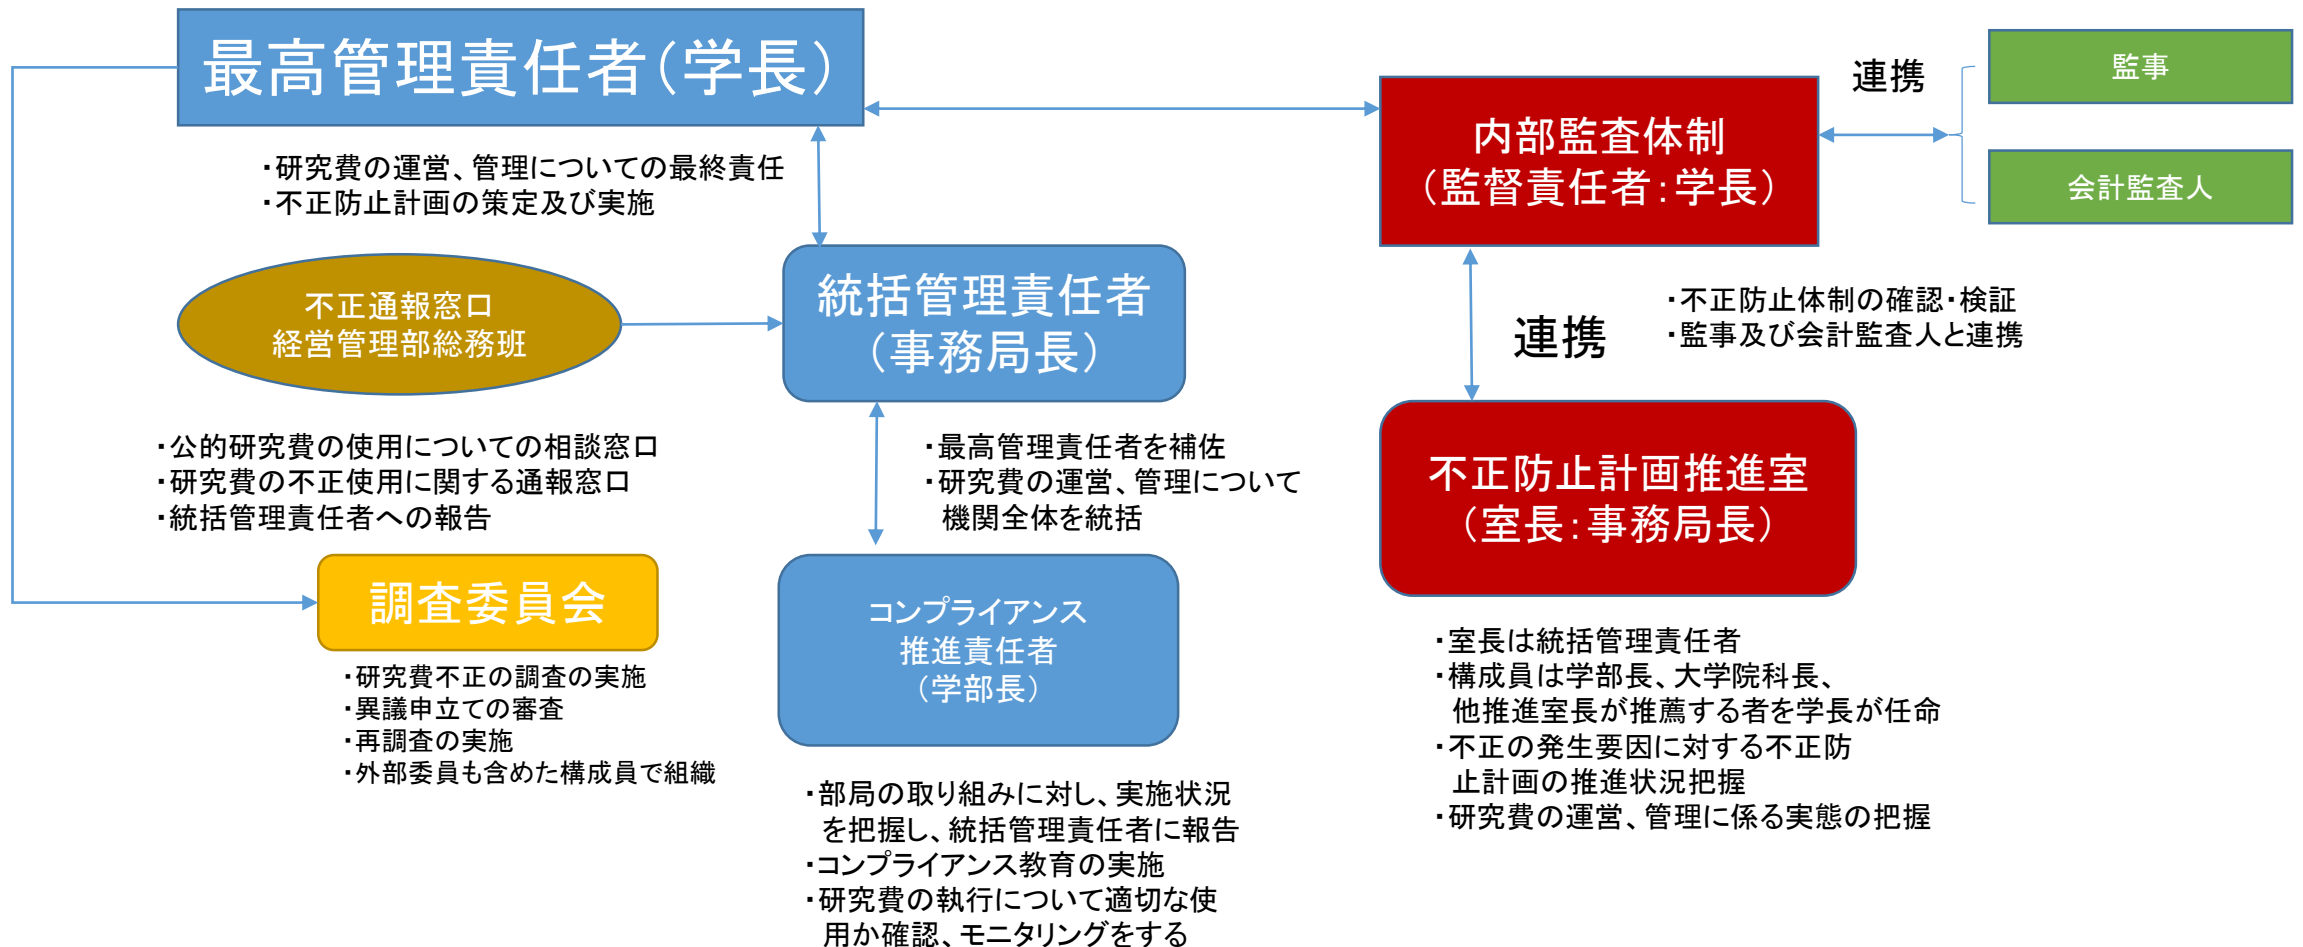 最高管理責任者（学長）
・研究費の運営、管理についての最終責任
・不正防止計画の策定及び実施
連携
監事
会計監査人
内部監査体制
（監督責任者：学長）
不正通報窓口
経営管理部総務班
統括管理責任者
（事務局長）
・不正防止体制の確認・検証
・監事及び会計監査人と連携
連携
・公的研究費の使用についての相談窓口
・研究費の不正使用に関する通報窓口
・統括管理責任者への報告
・最高管理責任者を補佐
・研究費の運営、管理について
機関全体を統括
不正防止計画推進室
（室長：事務局長）
調査委員会
・研究費不正の調査の実施
・異議申立ての審査
・再調査の実施
・外部委員も含めた構成員で組織
コンプライアンス
推進責任者
（学部長）
・部局の取り組みに対し、実施状況
を把握し、統括管理責任者に報告
・コンプライアンス教育の実施
・研究費の執行について適切な使
用か確認、モニタリングをする
・室長は統括管理責任者
・構成員は学部長、大学院科長、
他推進室長が推薦する者を学長が任命
・不正の発生要因に対する不正防
止計画の推進状況把握
・研究費の運営、管理に係る実態の把握